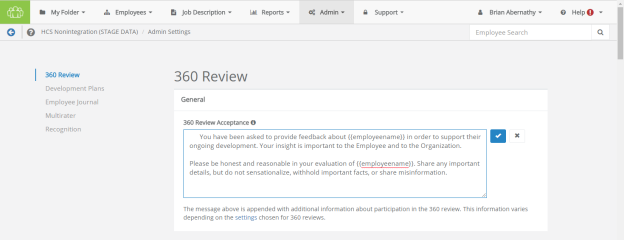 My Folder Employees Job Description Reports Admin Support Brian Abernathy Help !
HCS Nonintegration (STAGE DATA) / Admin Settings Employee Search
360 Review
Development Plans
Employee Journal
Multirater
Recognition
360 Review
General
360 Review Acceptance
You have been asked to provide feedback about {{employeename}} in order to support their
ongoing development. Your insight is important to the Employee and to the Organization.
Please be honest and reasonable in your evaluation of {{employeename}}. Share any important
details, but do not sensationalize, withhold important facts, or share misinformation.
The message above is appended with additional information about participation in the 360 review. This information varies
depending on the settings chosen for 360 reviews.